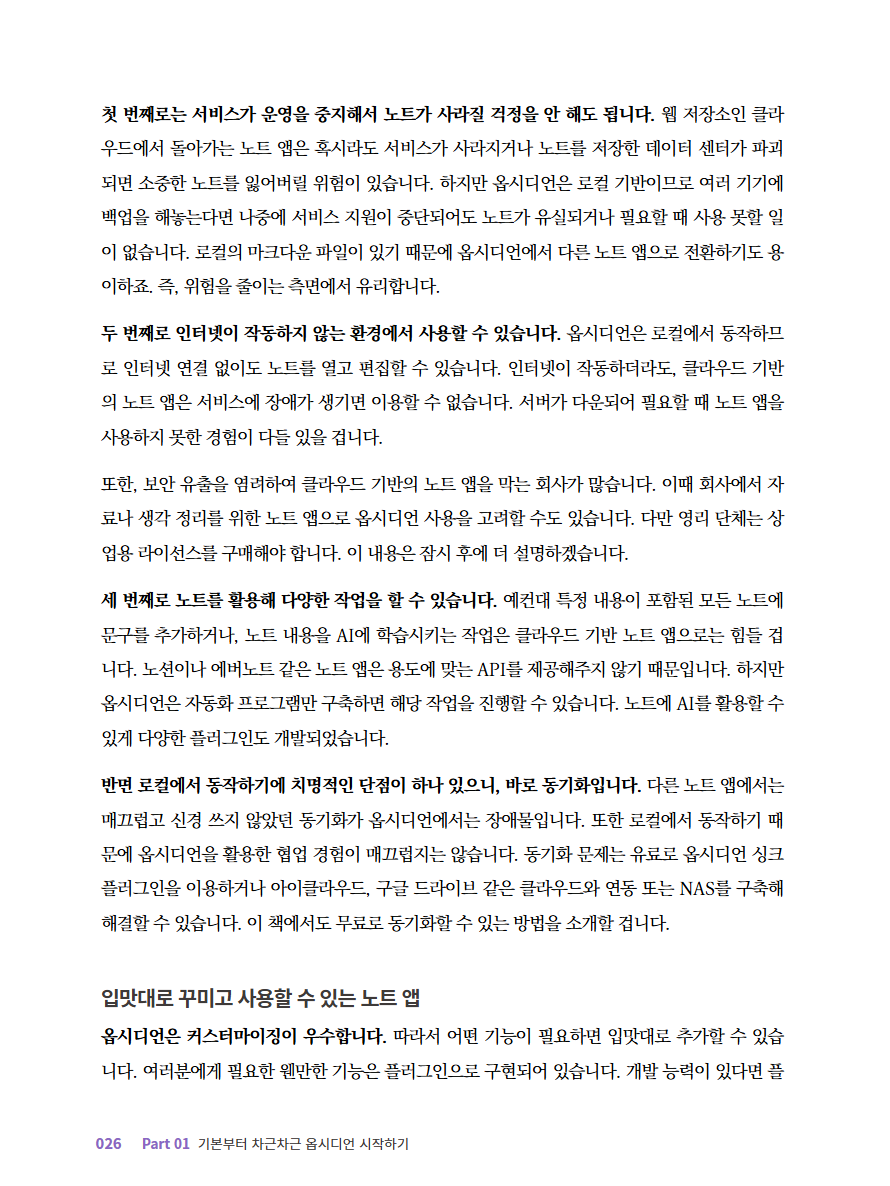 첫 번째로는 서비스가 운영을 중지해서 노트가 사라질 걱정을 안 해도 됩니다. 웹 저장소인 클라
우드에서 돌아가는 노트 앱은 혹시라도 서비스가 사라지거나 노트를 저장한 데이터 센터가 파괴
되면 소중한 노트를 잃어버릴 위험이 있습니다. 하지만 옵시디언은 로컬 기반이므로 여러 기기에
백업을 해놓는다면 나중에 서비스 지원이 중단되어도 노트가 유실되거나 필요할 때 사용 못할 일
이 없습니다. 로컬의 마크다운 파일이 있기 때문에 옵시디언에서 다른 노트 앱으로 전환하기도 용
이하죠. 즉, 위험을 줄이는 측면에서 유리합니다.
두 번째로 인터넷이 작동하지 않는 환경에서 사용할 수 있습니다. 옵시디언은 로컬에서 동작하므
로 인터넷 연결 없이도 노트를 열고 편집할 수 있습니다. 인터넷이 작동하더라도, 클라우드 기반
의 노트 앱은 서비스에 장애가 생기면 이용할 수 없습니다. 서버가 다운되어 필요할 때 노트 앱을
사용하지 못한 경험이 다들 있을 겁니다.
또한, 보안 유출을 염려하여 클라우드 기반의 노트 앱을 막는 회사가 많습니다. 이때 회사에서 자
료나 생각 정리를 위한 노트 앱으로 옵시디언 사용을 고려할 수도 있습니다. 다만 영리 단체는 상
업용 라이선스를 구매해야 합니다. 이 내용은 잠시 후에 더 설명하겠습니다.
세 번째로 노트를 활용해 다양한 작업을 할 수 있습니다. 예컨대 특정 내용이 포함된 모든 노트에
문구를 추가하거나, 노트 내용을 AI에 학습시키는 작업은 클라우드 기반 노트 앱으로는 힘들 겁
니다. 노션이나 에버노트 같은 노트 앱은 용도에 맞는 API를 제공해주지 않기 때문입니다. 하지만
옵시디언은 자동화 프로그램만 구축하면 해당 작업을 진행할 수 있습니다. 노트에 AI를 활용할 수
있게 다양한 플러그인도 개발되었습니다.
반면 로컬에서 동작하기에 치명적인 단점이 하나 있으니, 바로 동기화입니다. 다른 노트 앱에서는
매끄럽고 신경 쓰지 않았던 동기화가 옵시디언에서는 장애물입니다. 또한 로컬에서 동작하기 때
문에 옵시디언을 활용한 협업 경험이 매끄럽지는 않습니다. 동기화 문제는 유료로 옵시디언 싱크
플러그인을 이용하거나 아이클라우드, 구글 드라이브 같은 클라우드와 연동 또는 NAS를 구축해
해결할 수 있습니다. 이 책에서도 무료로 동기화할 수 있는 방법을 소개할 겁니다.
입맛대로 꾸미고 사용할 수 있는 노트 앱
옵시디언은 커스터마이징이 우수합니다. 따라서 어떤 기능이 필요하면 입맛대로 추가할 수 있습
니다. 여러분에게 필요한 웬만한 기능은 플러그인으로 구현되어 있습니다. 개발 능력이 있다면 플
026 Part 01 기본부터 차근차근 옵시디언 시작하기